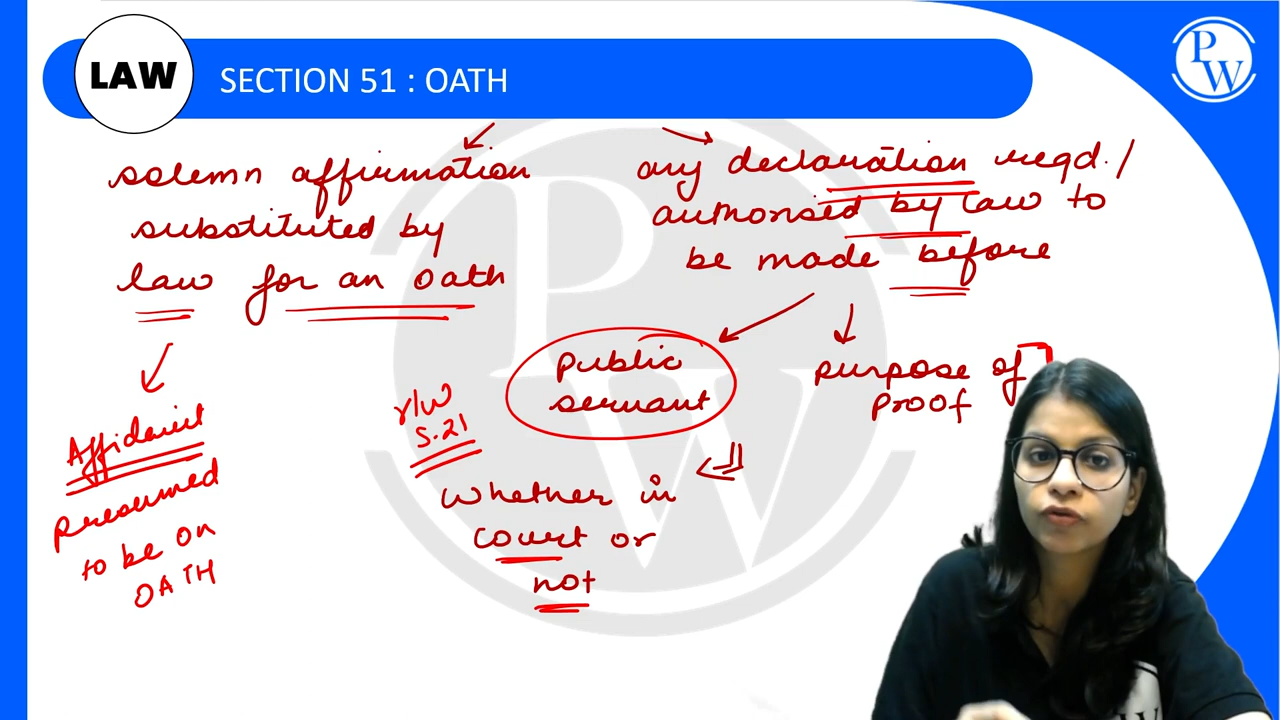 LAW
SECTION 51 : OATH
PW
solemn affirmation
substituted by
law for an oath
any declaration reqd. /
authorised by law to
be made before
public
servant
purpose of
proof
r/w
S.21
whether in
court or
not
Affidavit
presumed
to be on
OATH